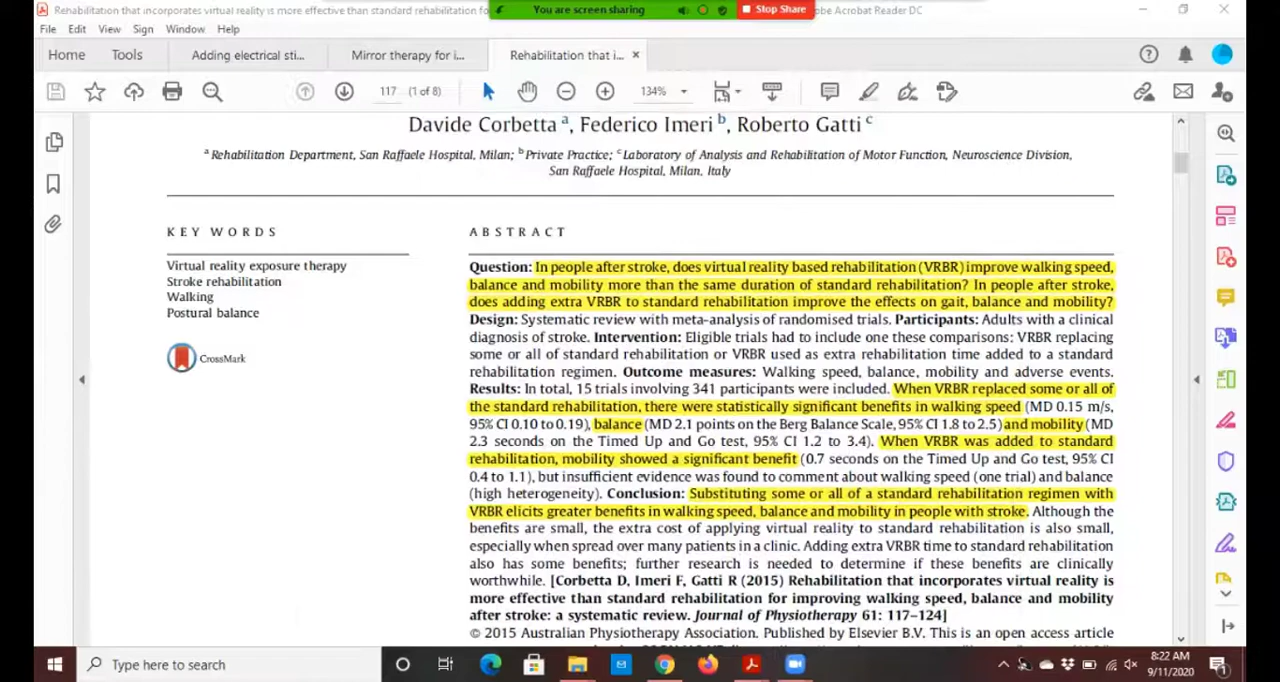 Rehabilitation that incorporates virtual reality is more effective than standard rehabilitation fo
You are screen sharing
Stop Share
be Acrobat Reader DC
File Edit View Sign Window Help
Home Tools Adding electrical sti... Mirror therapy for i... Rehabilitation that i... ×
117 (1 of 8) 134%
Davide Corbetta a, Federico Imeri b, Roberto Gatti c
a Rehabilitation Department, San Raffaele Hospital, Milan; b Private Practice; c Laboratory of Analysis and Rehabilitation of Motor Function, Neuroscience Division,
San Raffaele Hospital, Milan, Italy
KEY WORDS
Virtual reality exposure therapy
Stroke rehabilitation
Walking
Postural balance
CrossMark
ABSTRACT
Question: In people after stroke, does virtual reality based rehabilitation (VRBR) improve walking speed,
balance and mobility more than the same duration of standard rehabilitation? In people after stroke,
does adding extra VRBR to standard rehabilitation improve the effects on gait, balance and mobility?
Design: Systematic review with meta-analysis of randomised trials. Participants: Adults with a clinical
diagnosis of stroke. Intervention: Eligible trials had to include one these comparisons: VRBR replacing
some or all of standard rehabilitation or VRBR used as extra rehabilitation time added to a standard
rehabilitation regimen. Outcome measures: Walking speed, balance, mobility and adverse events.
Results: In total, 15 trials involving 341 participants were included. When VRBR replaced some or all of
the standard rehabilitation, there were statistically significant benefits in walking speed (MD 0.15 m/s,
95% CI 0.10 to 0.19), balance (MD 2.1 points on the Berg Balance Scale, 95% CI 1.8 to 2.5) and mobility (MD
2.3 seconds on the Timed Up and Go test, 95% CI 1.2 to 3.4). When VRBR was added to standard
rehabilitation, mobility showed a significant benefit (0.7 seconds on the Timed Up and Go test, 95% CI
0.4 to 1.1), but insufficient evidence was found to comment about walking speed (one trial) and balance
(high heterogeneity). Conclusion: Substituting some or all of a standard rehabilitation regimen with
VRBR elicits greater benefits in walking speed, balance and mobility in people with stroke. Although the
benefits are small, the extra cost of applying virtual reality to standard rehabilitation is also small,
especially when spread over many patients in a clinic. Adding extra VRBR time to standard rehabilitation
also has some benefits; further research is needed to determine if these benefits are clinically
worthwhile. [Corbetta D, Imeri F, Gatti R (2015) Rehabilitation that incorporates virtual reality is
more effective than standard rehabilitation for improving walking speed, balance and mobility
after stroke: a systematic review. Journal of Physiotherapy 61: 117–124]
© 2015 Australian Physiotherapy Association. Published by Elsevier B.V. This is an open access article
Type here to search
8:22 AM
9/11/2020
1